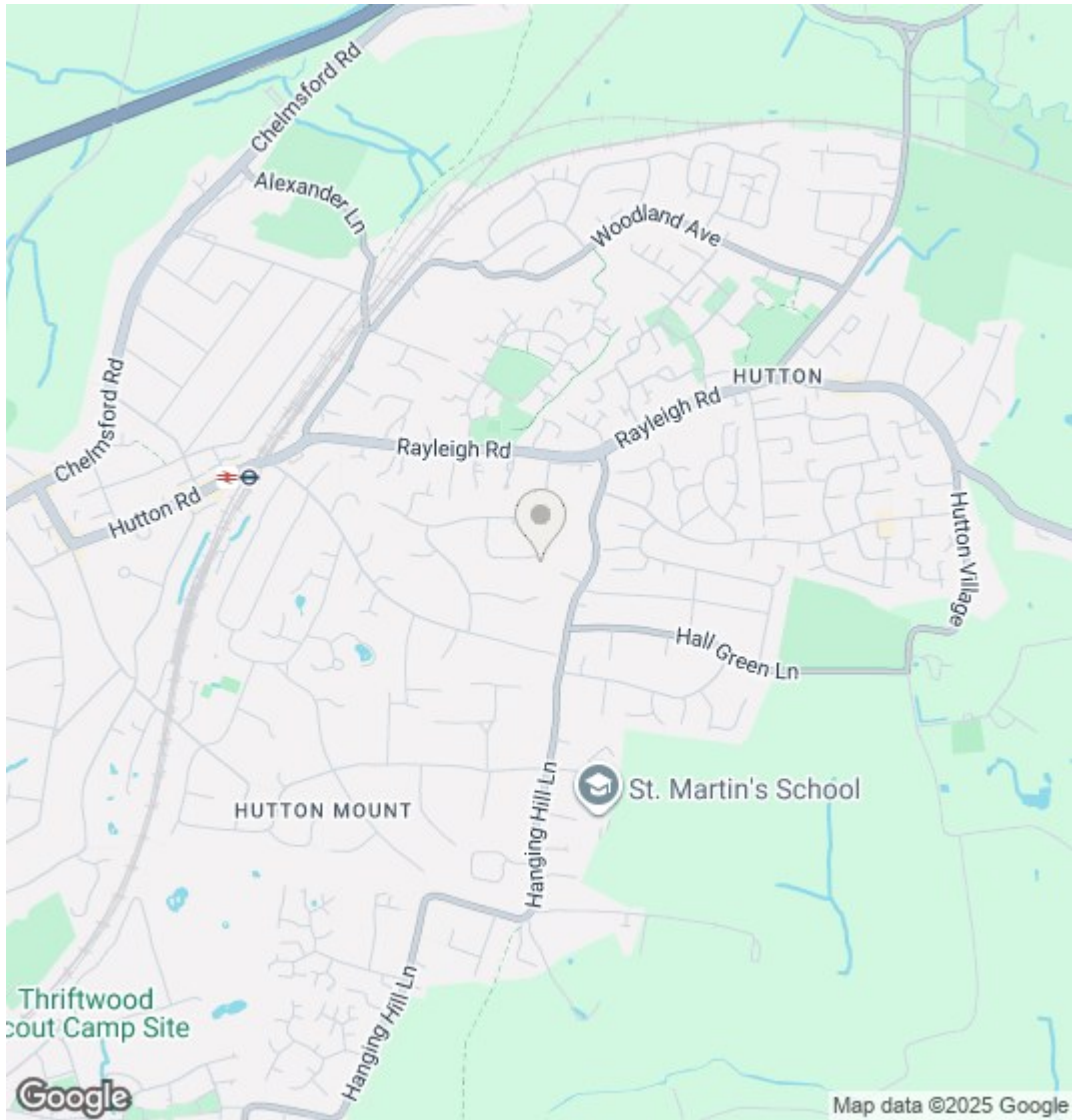 Chelmsford Rd
Alexander Ln
Woodland Ave
HUTTON
Chelmsford Rd
Rayleigh Rd
Rayleigh Rd
Hutton Rd
Hutton Village
Hall Green Ln
St. Martin's School
HUTTON MOUNT
Hanging Hill Ln
Hanging Hill Ln
Thriftwood
cout Camp Site
Google
Map data ©2025 Google